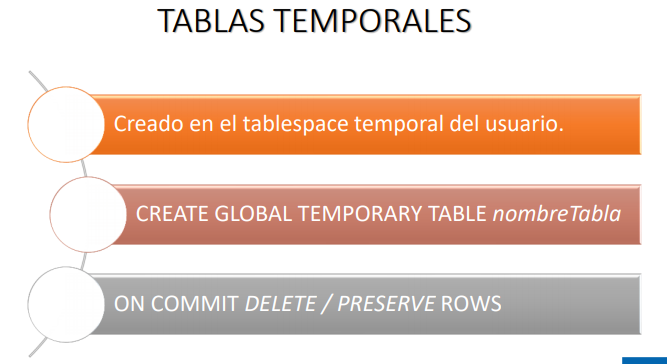 TABLAS TEMPORALES
Creado en el tablespace temporal del usuario.
CREATE GLOBAL TEMPORARY TABLE nombreTabla
ON COMMIT DELETE / PRESERVE ROWS